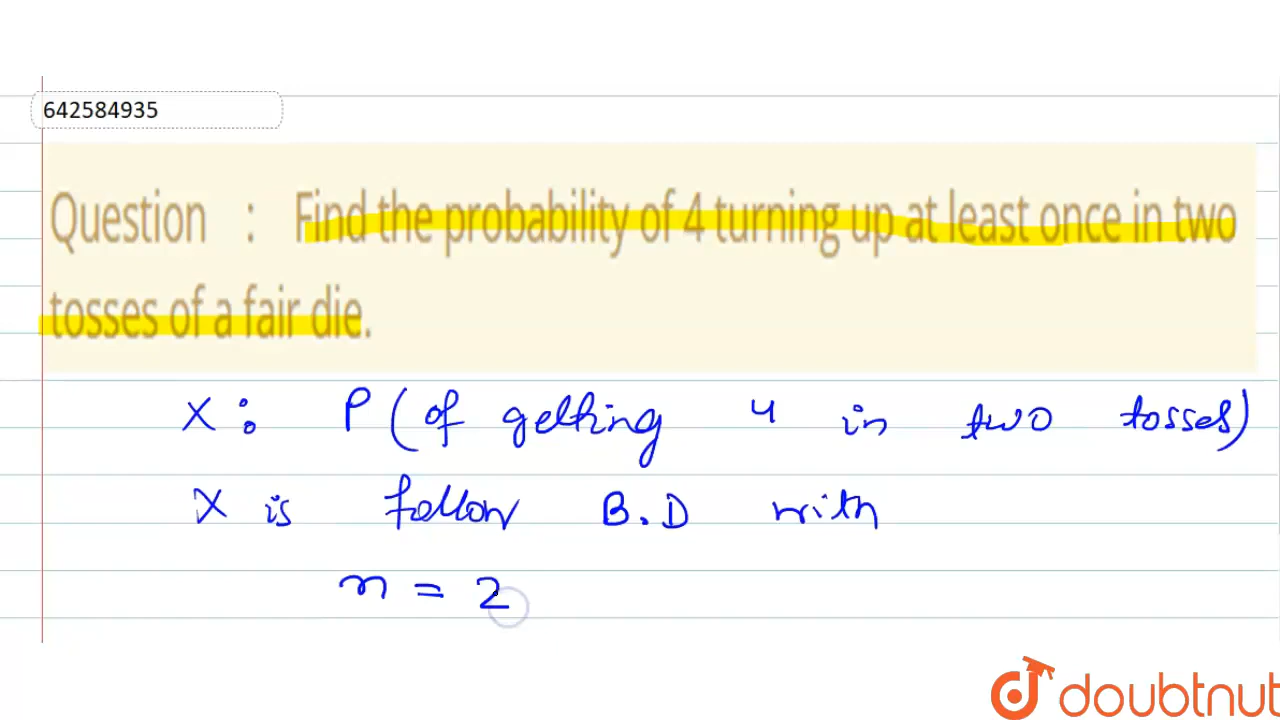 642584935
Question : Find the probability of 4 turning up at least once in two
tosses of a fair die.
X: P (of getting 4 in two tosses)
X is follow B.D with
n = 2
doubtnut